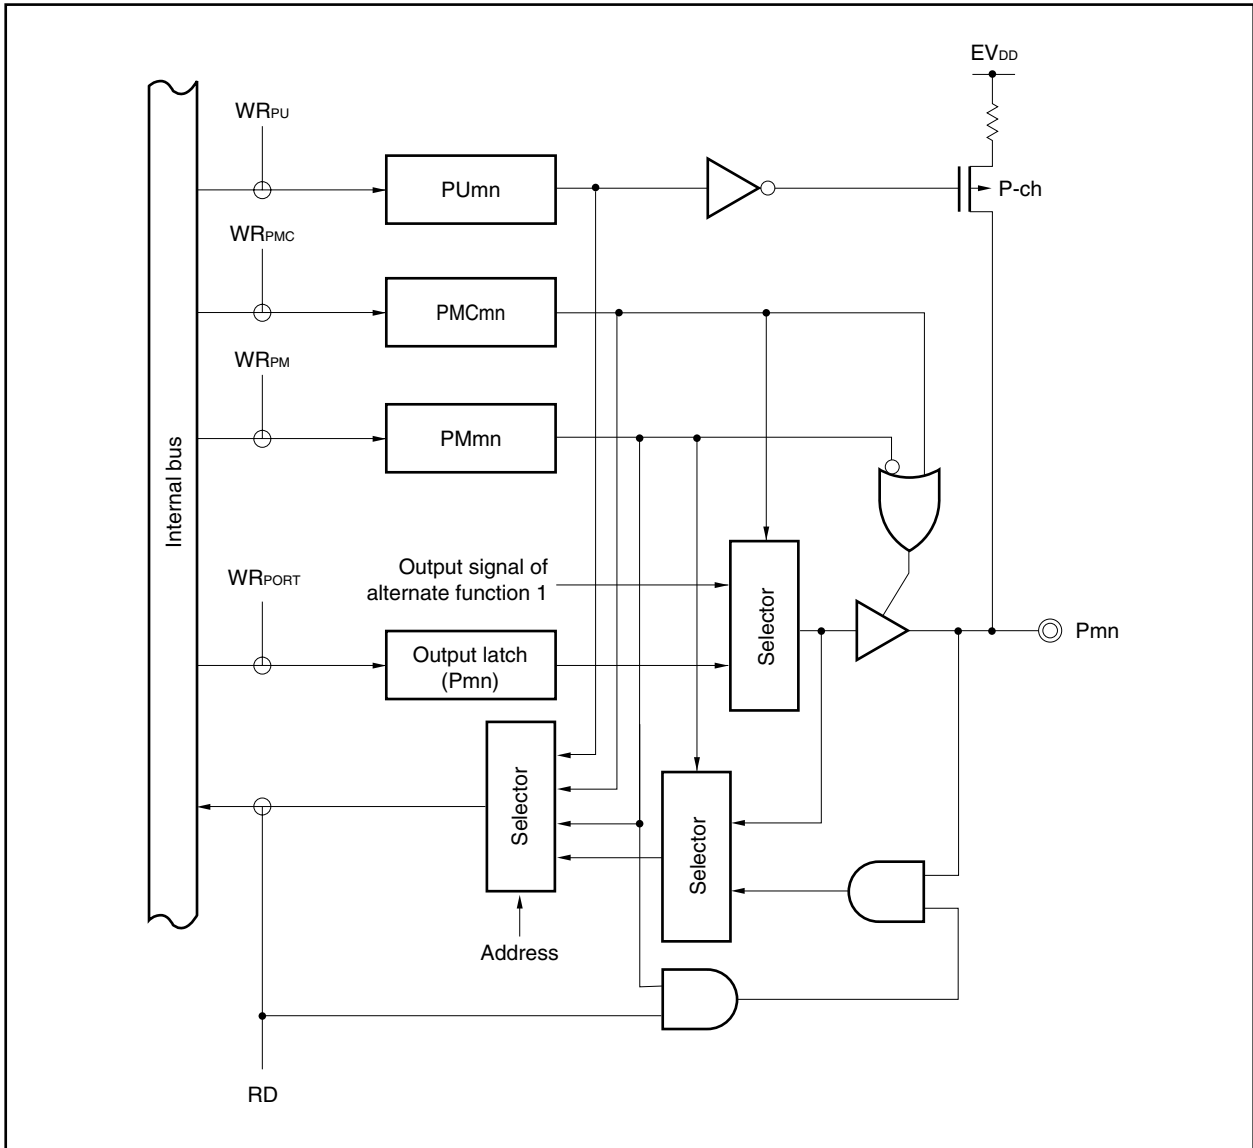 EVDD
WRPU
PUmn
P-ch
WRPMC
PMCmn
WRPM
PMmn
Internal bus
Output signal of
alternate function 1
WRPORT
Output latch
(Pmn)
Selector
Pmn
Selector
Selector
Address
RD